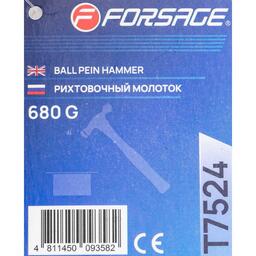 FORSAGE®
BALL PEIN HAMMER
РИХТОВОЧНЫЙ МОЛОТОК
680 G
T7524
4 811450 093582
CE